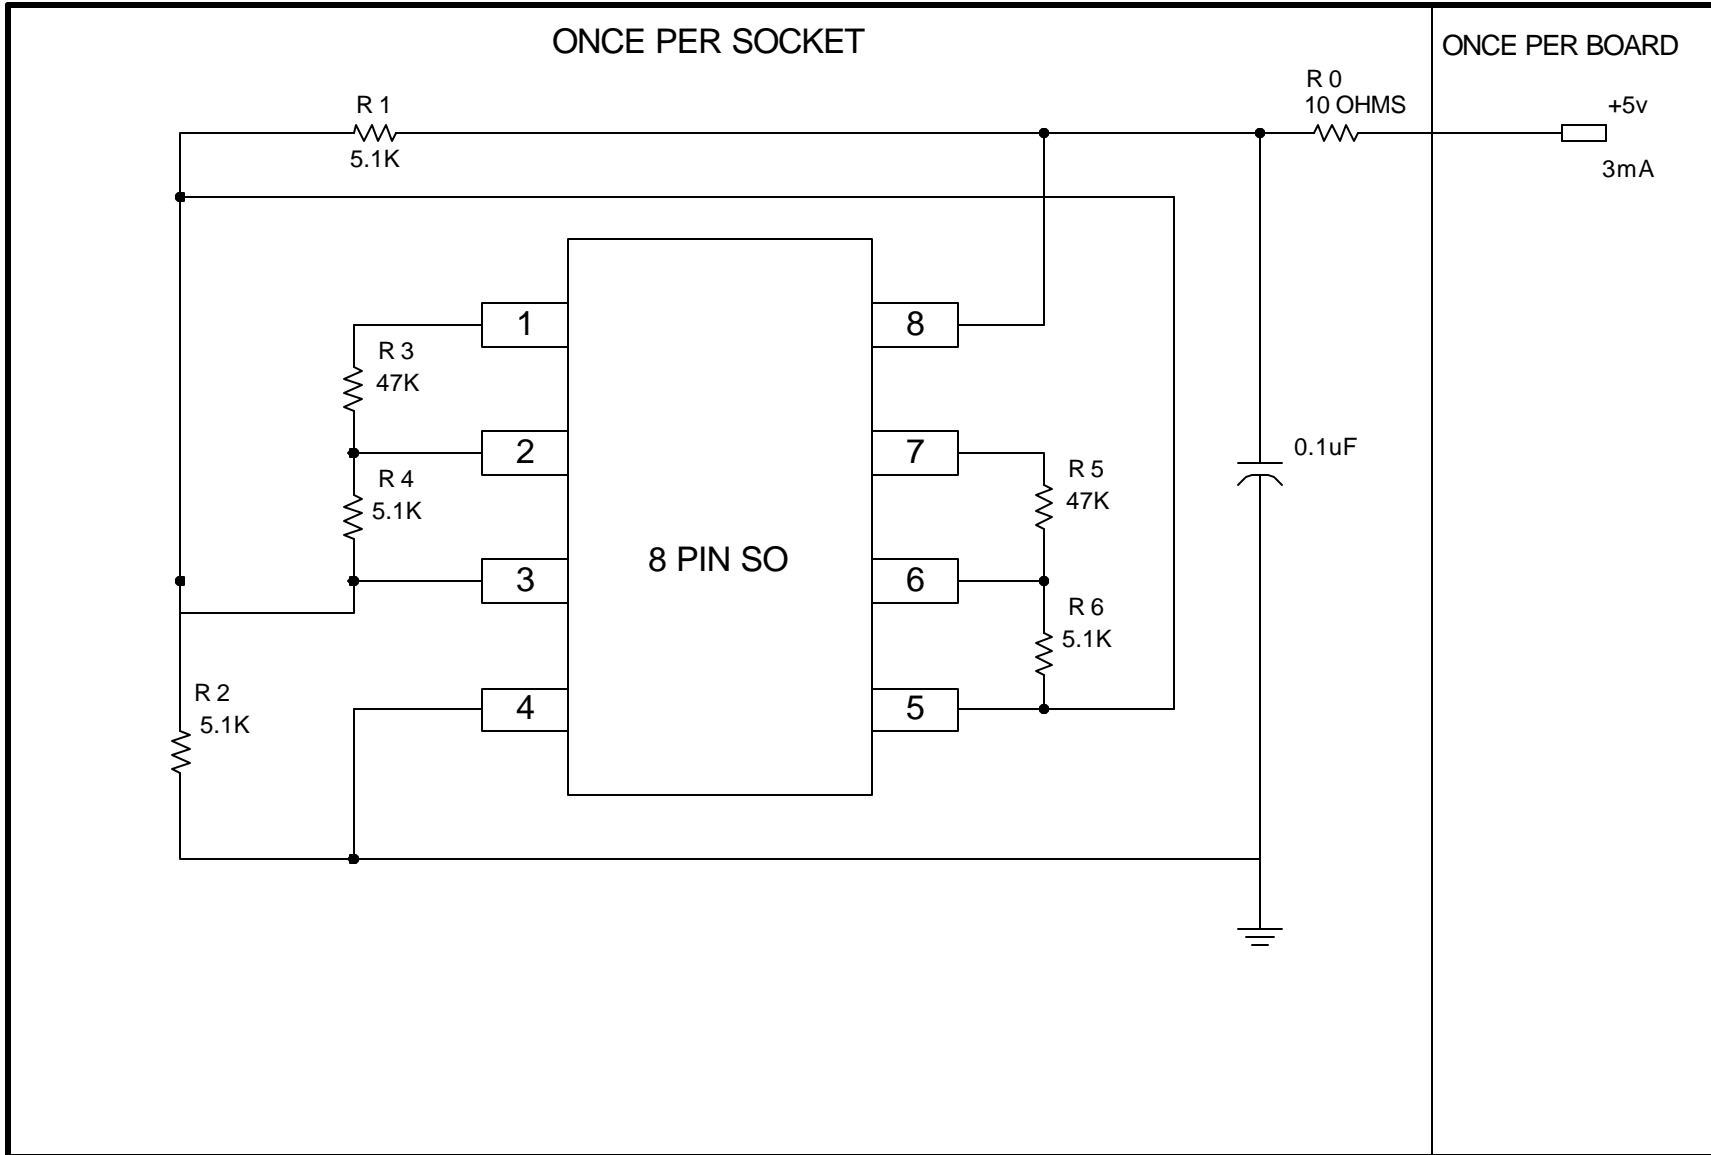 ONCE PER SOCKET
ONCE PER BOARD
R 0
10 OHMS
+5v
3mA
R 1
5.1K
1
8
R 3
47K
2
7
0.1uF
R 4
5.1K
R 5
47K
8 PIN SO
3
6
R 6
5.1K
R 2
5.1K
4
5